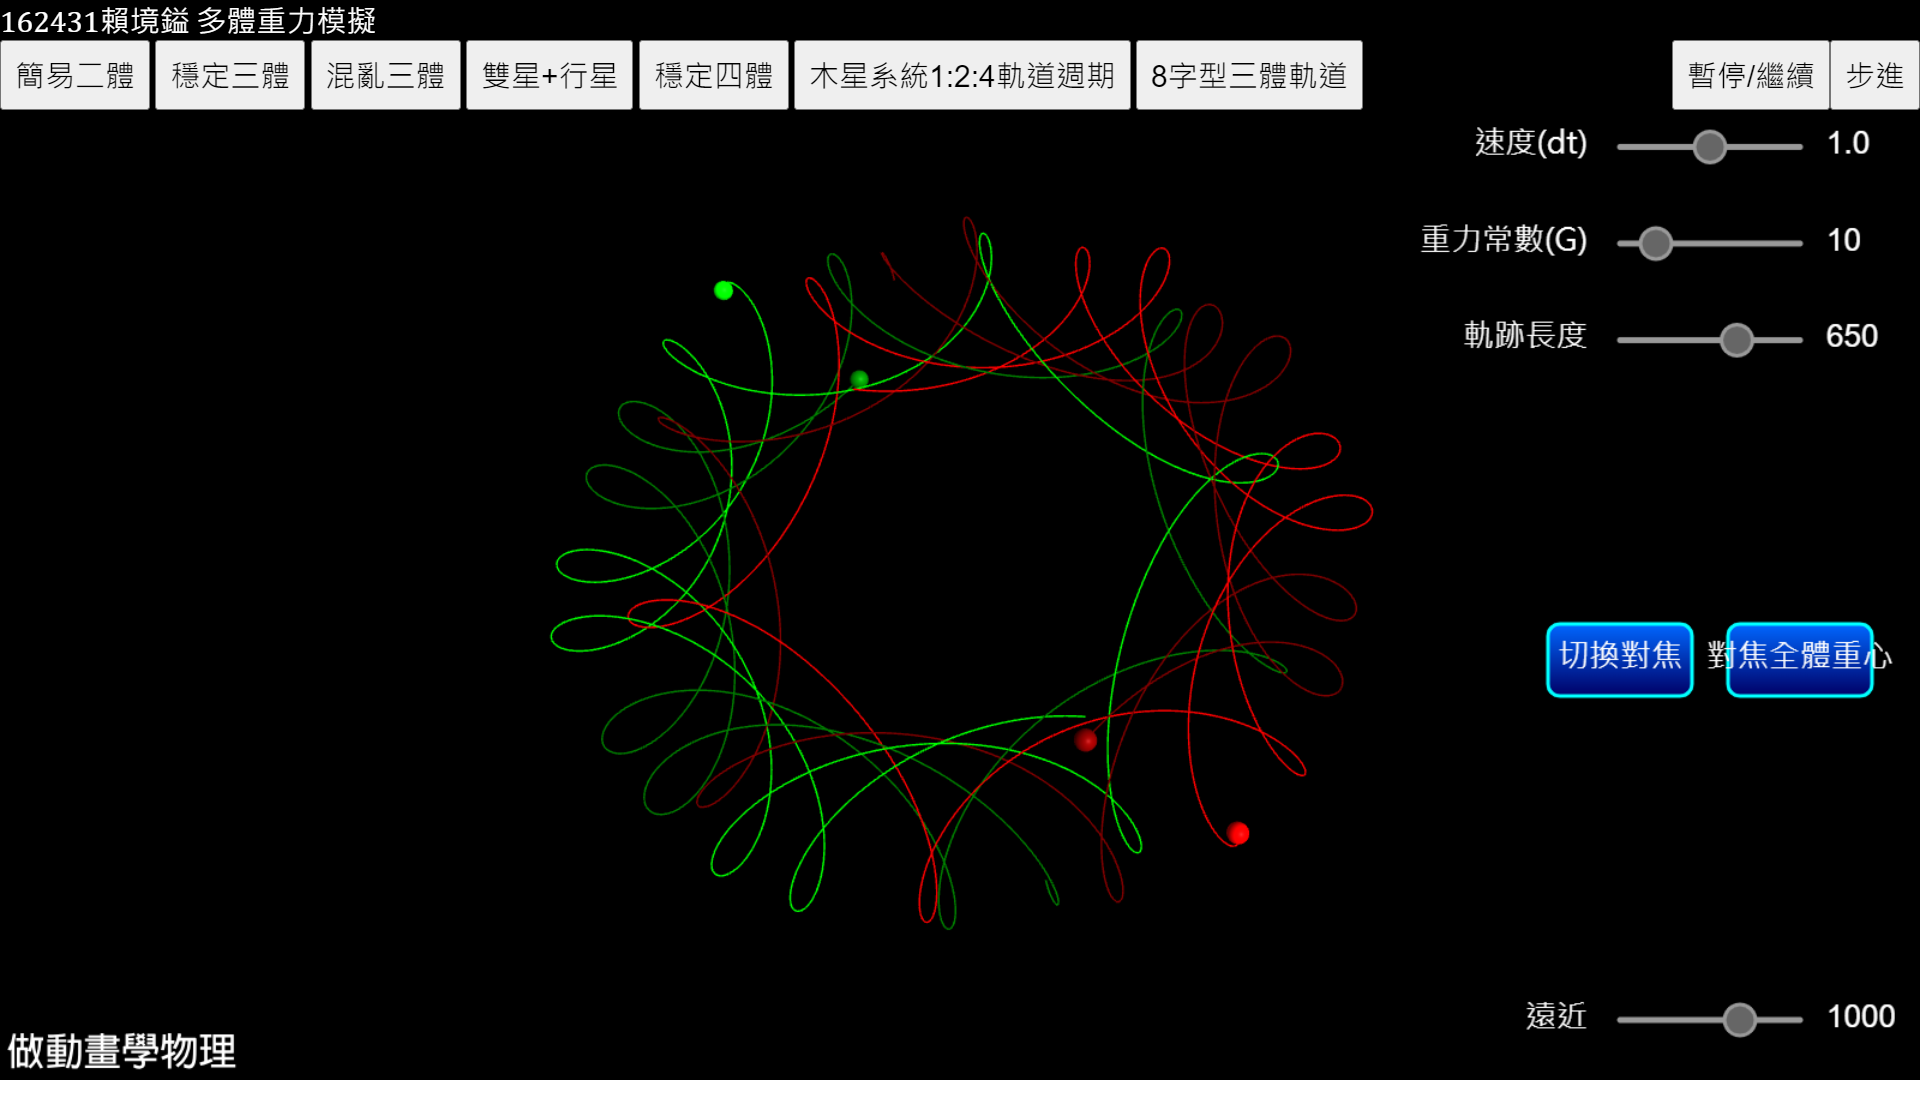 162431賴境鎰 多體重力模擬
簡易二體 穩定三體 混亂三體 雙星+行星 穩定四體 木星系統1:2:4軌道週期 8字型三體軌道 暫停/繼續 步進
速度(dt) 1.0
重力常數(G) 10
軌跡長度 650
切換對焦 對焦全體重心
遠近 1000
做動畫學物理